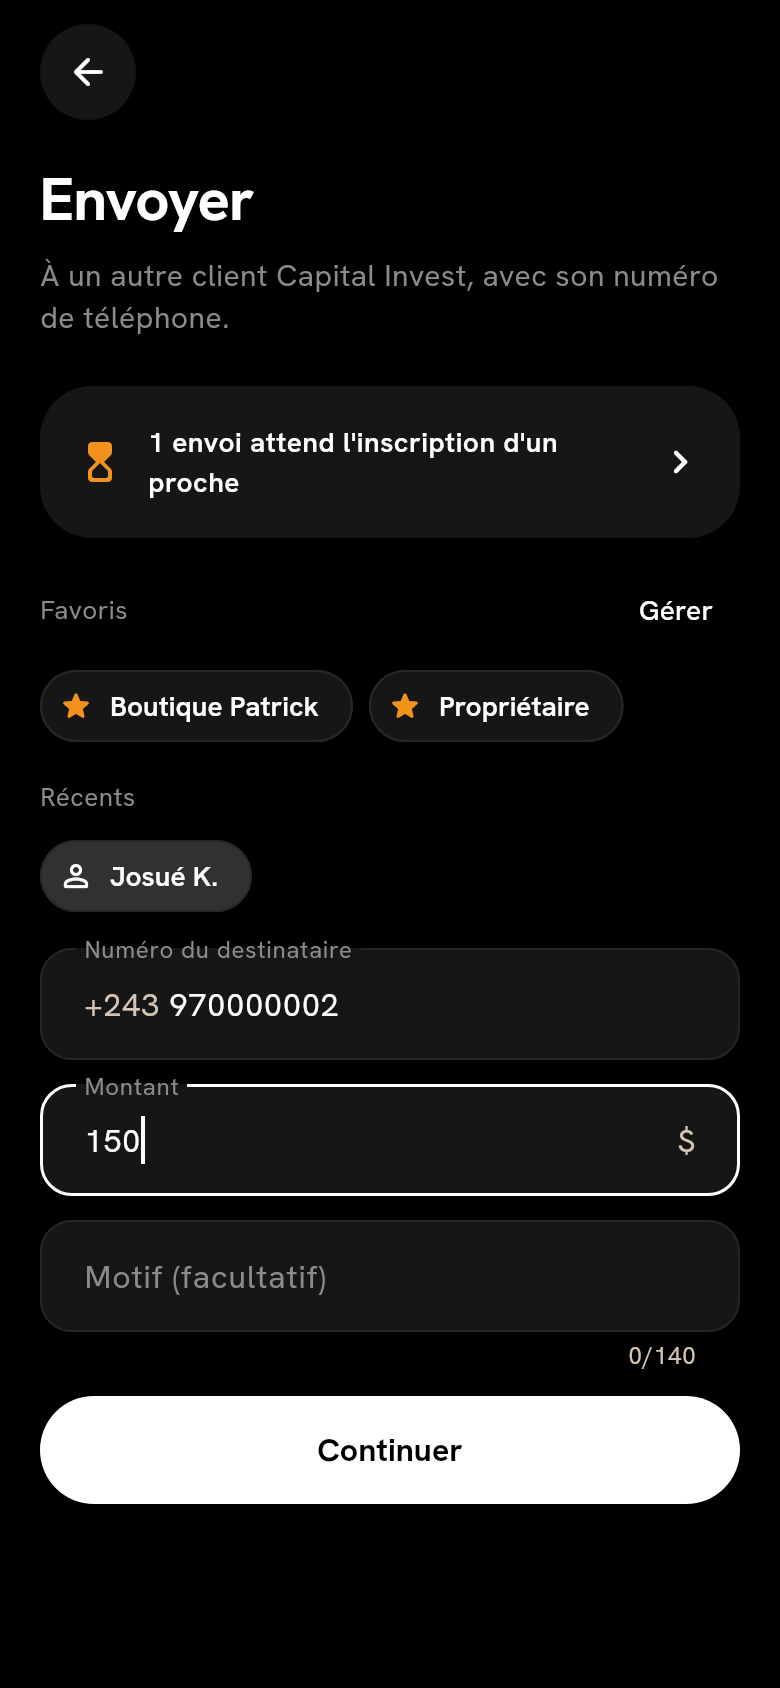 Envoyer
À un autre client Capital Invest, avec son numéro
de téléphone.
1 envoi attend l'inscription d'un
proche
Favoris
Gérer
Boutique Patrick
Propriétaire
Récents
Josué K.
Numéro du destinataire
+243 970000002
Montant
150
$
Motif (facultatif)
0/140
Continuer